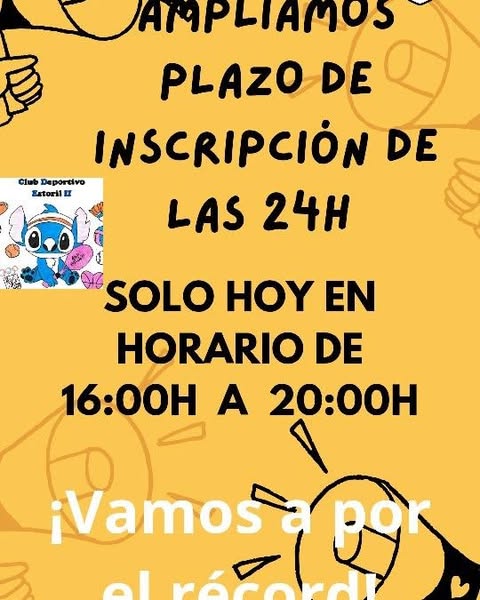 AMPLIAMOS
PLAZO DE
INSCRIPCIÓN DE
LAS 24H
Club Deportivo
Estoril II
SOLO HOY EN
HORARIO DE
16:00H A 20:00H
¡Vamos a por
el récord!